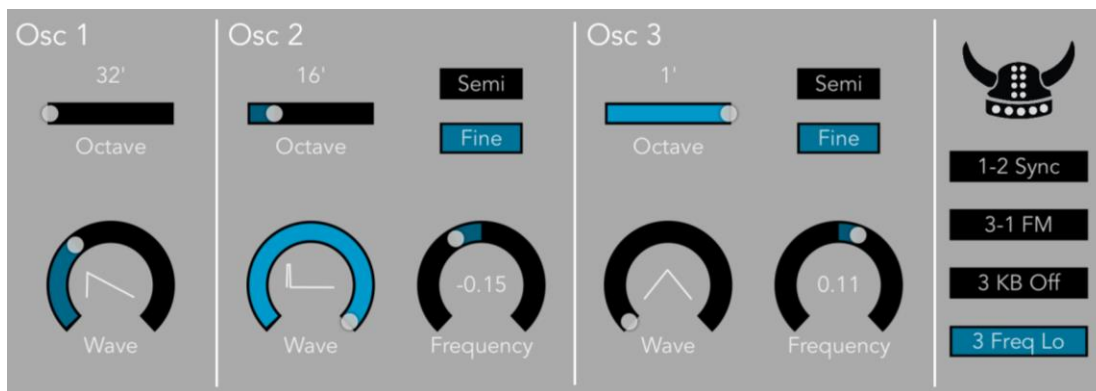 Osc 1
32'
Octave
Wave
Osc 2
16'
Octave
Semi
Fine
Wave
-0.15
Frequency
Osc 3
1'
Octave
Semi
Fine
Wave
0.11
Frequency
1-2 Sync
3-1 FM
3 KB Off
3 Freq Lo